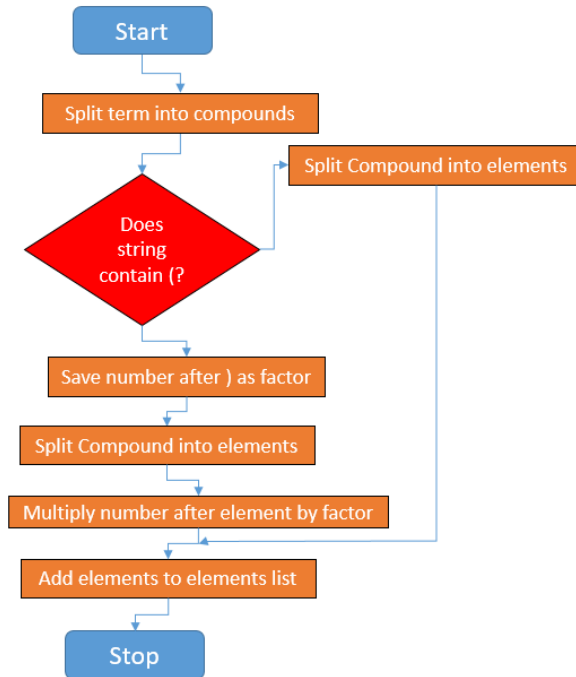 Start
Split term into compounds
Split Compound into elements
Does
string
contain (?
Save number after ) as factor
Split Compound into elements
Multiply number after element by factor
Add elements to elements list
Stop